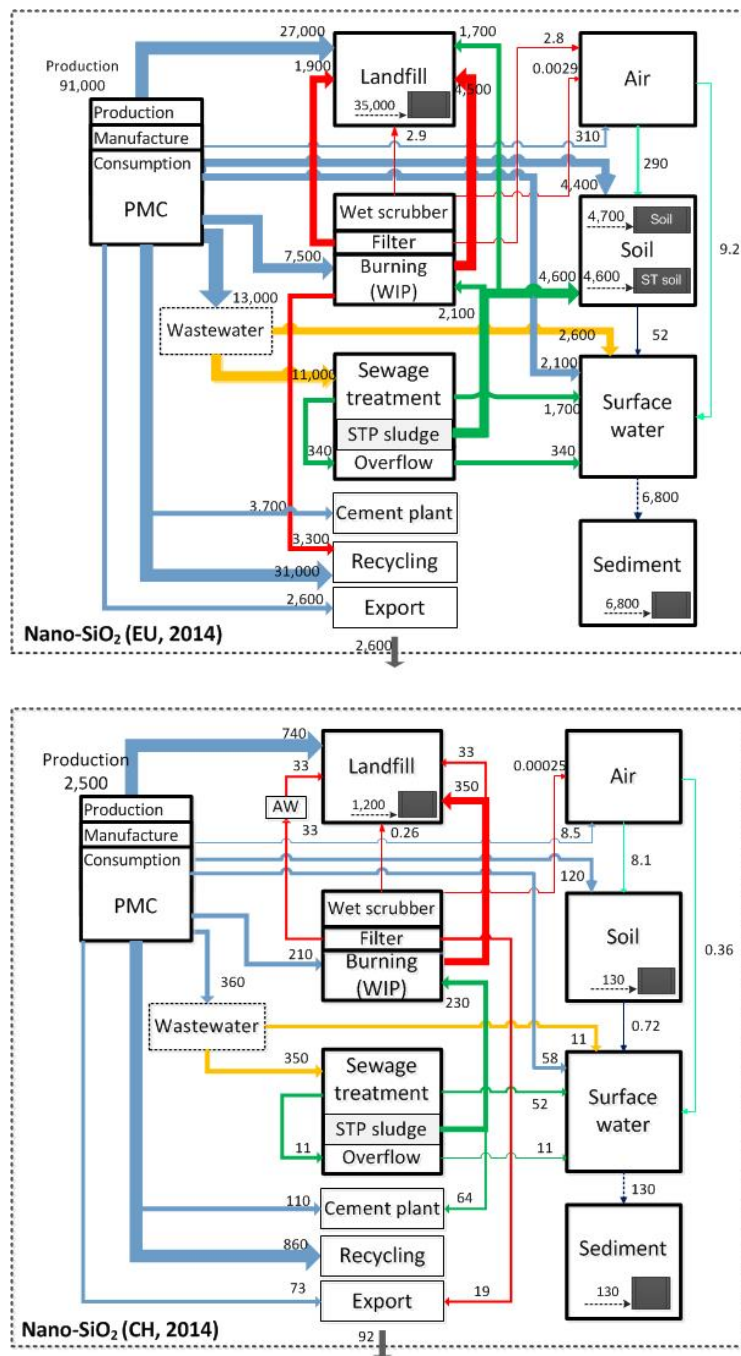 27,000
1,700
2.8
Production
91,000
1,900
Landfill
4,500
0.0029
Air
35,000
Production
Manufacture
Consumption
PMC
2.9
310
290
4,400
Wet scrubber
Filter
Burning
(WIP)
7,500
4,700
Soil
Soil
4,600
4,600
ST soil
9.2
13,000
2,100
Wastewater
2,600
52
11,000
Sewage
treatment
2,100
1,700
Surface
water
STP sludge
340
Overflow
340
3,700
Cement plant
6,800
3,300
Recycling
31,000
Sediment
2,600
Export
6,800
Nano-SiO₂ (EU, 2014)
2,600
740
33
Production
2,500
33
Landfill
350
0.00025
Air
AW
1,200
Production
Manufacture
Consumption
PMC
33
0.26
8.5
8.1
120
Wet scrubber
Filter
Burning
(WIP)
210
Soil
0.36
360
230
130
Wastewater
11
0.72
350
Sewage
treatment
58
52
Surface
water
STP sludge
11
Overflow
11
110
Cement plant
64
130
860
Recycling
Sediment
73
Export
19
130
Nano-SiO₂ (CH, 2014)
92